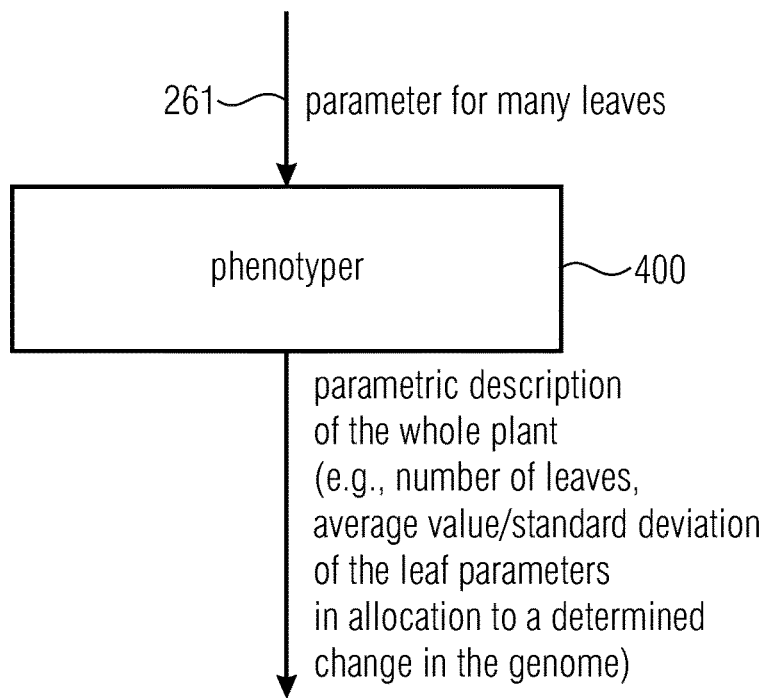 261 parameter for many leaves
phenotyper
400
parametric description
of the whole plant
(e.g., number of leaves,
average value/standard deviation
of the leaf parameters
in allocation to a determined
change in the genome)